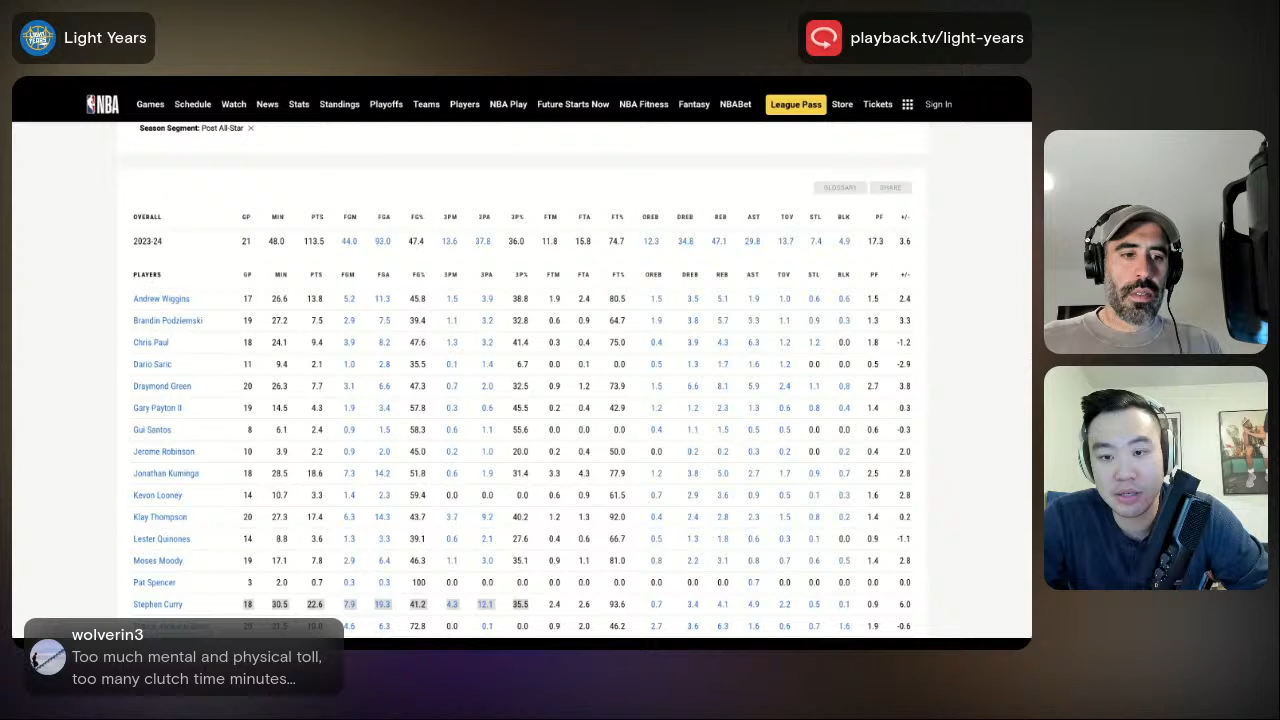 Light Years
playback.tv/light-years
NBA Games Schedule Watch News Stats Standings Playoffs Teams Players NBA Play Future Starts Now NBA Fitness Fantasy NBABet League Pass Store Tickets Sign In
Season Segment: Post All-Star ×
GLOSSARY SHARE
OVERALL GP MIN PTS FGM FGA FG% 3PM 3PA 3P% FTM FTA FT% OREB DREB REB AST TOV STL BLK PF +/-
2023-24 21 48.0 113.5 44.0 93.0 47.4 13.6 37.8 36.0 11.8 15.8 74.7 12.3 34.8 47.1 29.8 13.7 7.4 4.9 17.3 3.6
PLAYERS GP MIN PTS FGM FGA FG% 3PM 3PA 3P% FTM FTA FT% OREB DREB REB AST TOV STL BLK PF +/-
Andrew Wiggins 17 26.6 13.8 5.2 11.3 45.8 1.5 3.9 38.8 1.9 2.4 80.5 1.5 3.5 5.1 1.9 1.0 0.6 0.6 1.5 2.4
Brandin Podziemski 19 27.2 7.5 2.9 7.5 39.4 1.1 3.2 32.8 0.6 0.9 64.7 1.9 3.8 5.7 3.3 1.1 0.9 0.3 1.3 3.3
Chris Paul 18 24.1 9.4 3.9 8.2 47.6 1.3 3.2 41.4 0.3 0.4 75.0 0.4 3.9 4.3 6.3 1.2 1.2 0.0 1.8 -1.2
Dario Saric 11 9.4 2.1 1.0 2.8 35.5 0.1 1.4 6.7 0.0 0.1 0.0 0.5 1.3 1.7 1.6 1.2 0.0 0.0 0.5 -2.9
Draymond Green 20 26.3 7.7 3.1 6.6 47.3 0.7 2.0 32.5 0.9 1.2 73.9 1.5 6.6 8.1 5.9 2.4 1.1 0.8 2.7 3.8
Gary Payton II 19 14.5 4.3 1.9 3.4 57.8 0.3 0.6 45.5 0.2 0.4 42.9 1.2 1.2 2.3 1.3 0.6 0.8 0.4 1.4 0.3
Gui Santos 8 6.1 2.4 0.9 1.5 58.3 0.6 1.1 55.6 0.0 0.0 0.0 0.4 1.1 1.5 0.5 0.5 0.0 0.0 0.6 -0.3
Jerome Robinson 10 3.9 2.2 0.9 2.0 45.0 0.2 1.0 20.0 0.2 0.4 50.0 0.0 0.2 0.2 0.3 0.2 0.0 0.0 0.4 2.0
Jonathan Kuminga 18 28.5 18.6 7.3 14.2 51.8 0.6 1.9 31.4 3.3 4.3 77.9 1.2 3.8 5.0 2.7 1.7 0.9 0.7 2.5 2.8
Kevon Looney 14 10.7 3.3 1.4 2.3 59.4 0.0 0.0 0.0 0.6 0.9 61.5 0.7 2.9 3.6 0.9 0.5 0.1 0.3 1.6 2.8
Klay Thompson 20 27.3 17.4 6.3 14.3 43.7 3.7 9.2 40.2 1.2 1.3 92.0 0.4 2.4 2.8 2.3 1.5 0.8 0.2 1.4 0.2
Lester Quinones 14 8.8 3.6 1.3 3.3 39.1 0.6 2.1 27.6 0.4 0.6 66.7 0.5 1.3 1.8 0.6 0.3 0.1 0.0 0.9 -1.1
Moses Moody 19 17.1 7.8 2.9 6.4 46.3 1.1 3.0 35.1 0.9 1.1 81.0 0.8 2.2 3.1 0.8 0.7 0.6 0.5 1.4 2.8
Pat Spencer 3 2.0 0.7 0.3 0.3 100 0.0 0.0 0.0 0.0 0.0 0.0 0.0 0.0 0.0 0.7 0.0 0.0 0.0 0.0 0.0
Stephen Curry 18 30.5 22.6 7.9 19.3 41.2 4.3 12.1 35.5 2.4 2.6 93.6 0.7 3.4 4.1 4.9 2.2 0.5 0.1 0.9 6.0
4.6 6.3 72.8 0.0 0.1 0.0 0.9 2.0 46.2 2.7 3.6 6.3 1.6 0.6 0.7 1.6 1.9 -0.6
wolverin3
Too much mental and physical toll,
too many clutch time minutes...